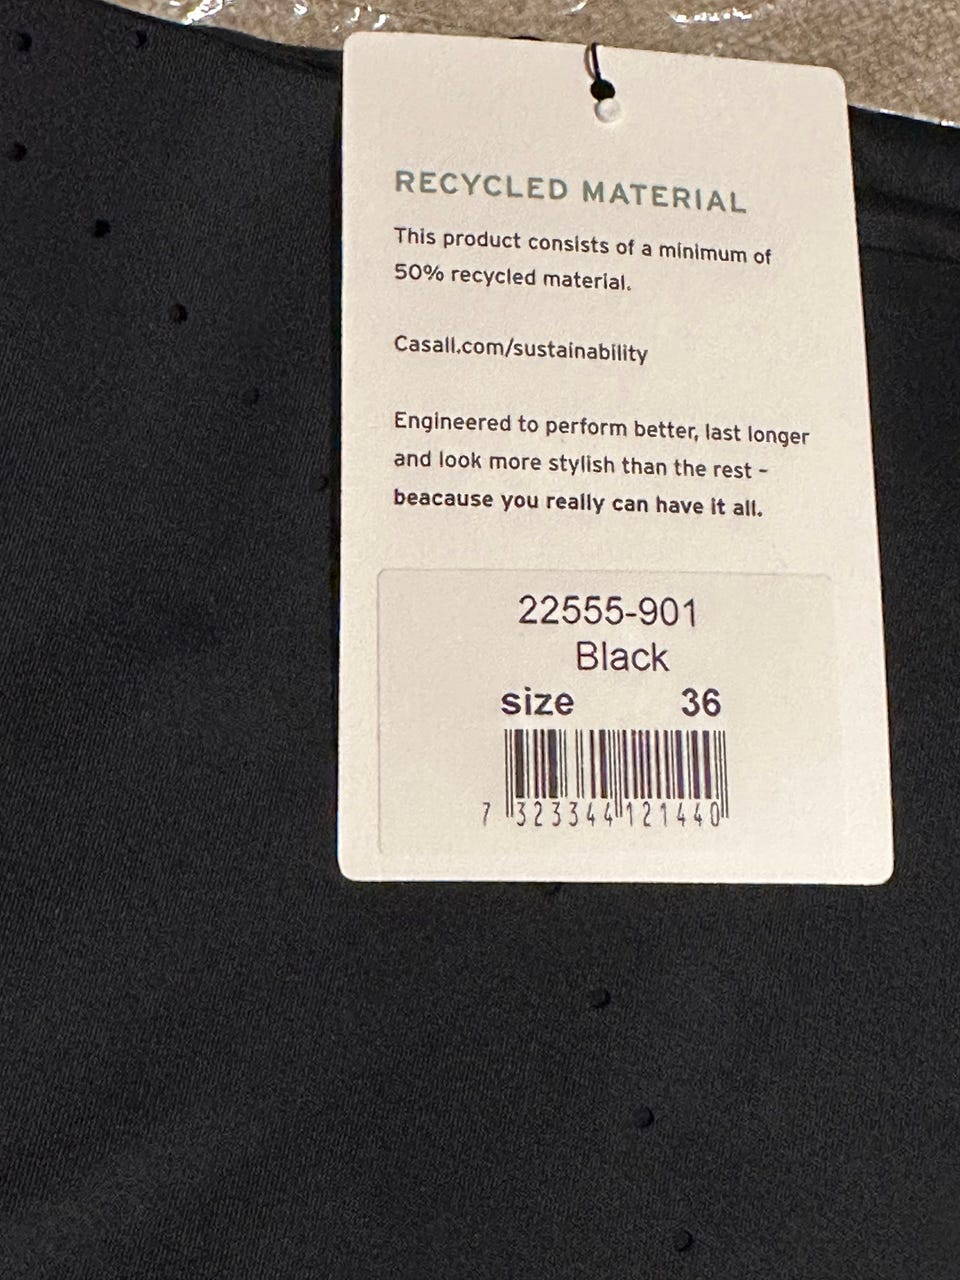 RECYCLED MATERIAL
This product consists of a minimum of
50% recycled material.
Casall.com/sustainability
Engineered to perform better, last longer
and look more stylish than the rest -
beacause you really can have it all.
22555-901
Black
size 36
7 323344 121440